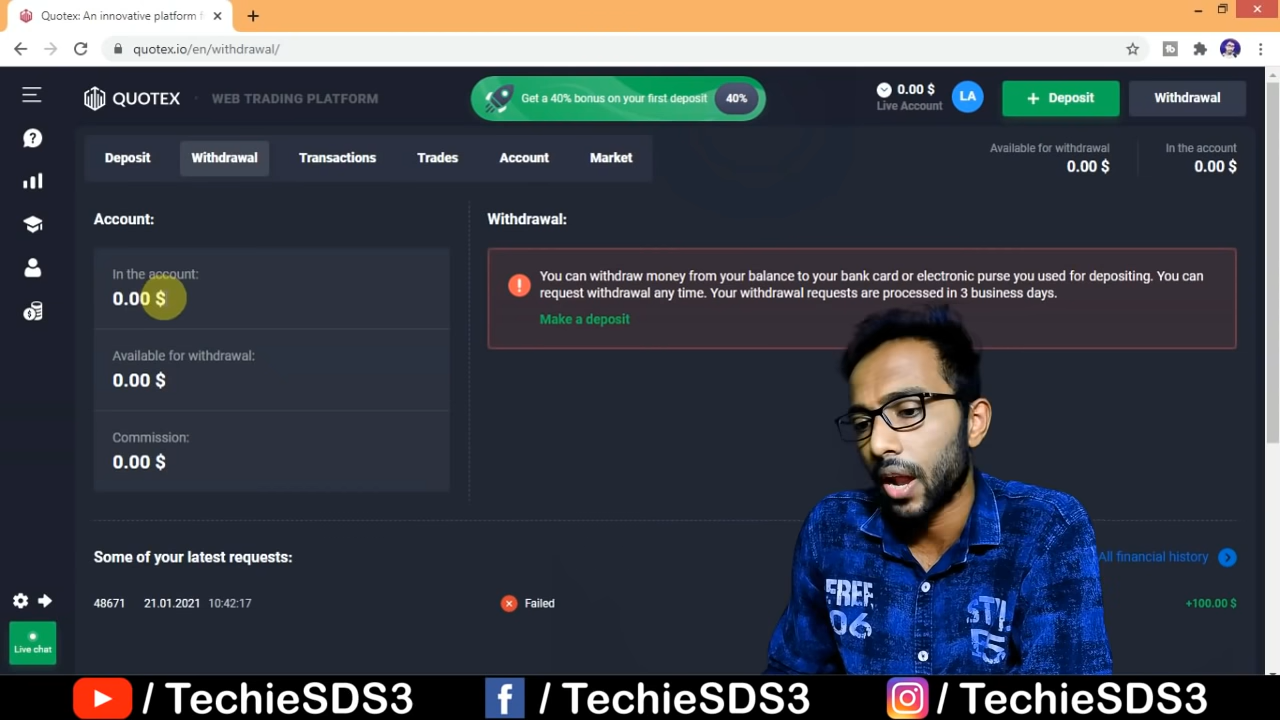 Quotex: An innovative platform f
quotex.io/en/withdrawal/
QUOTEX
WEB TRADING PLATFORM
Get a 40% bonus on your first deposit 40%
0.00 $
Live Account
LA
+ Deposit
Withdrawal
Deposit
Withdrawal
Transactions
Trades
Account
Market
Available for withdrawal
0.00 $
In the account
0.00 $
Account:
In the account:
0.00 $
Available for withdrawal:
0.00 $
Commission:
0.00 $
Withdrawal:
You can withdraw money from your balance to your bank card or electronic purse you used for depositing. You can
request withdrawal any time. Your withdrawal requests are processed in 3 business days.
Make a deposit
Some of your latest requests:
All financial history
48671 21.01.2021 10:42:17 Failed +100.00 $
Live chat
FREE
06
/ TechieSDS3 / TechieSDS3 / TechieSDS3